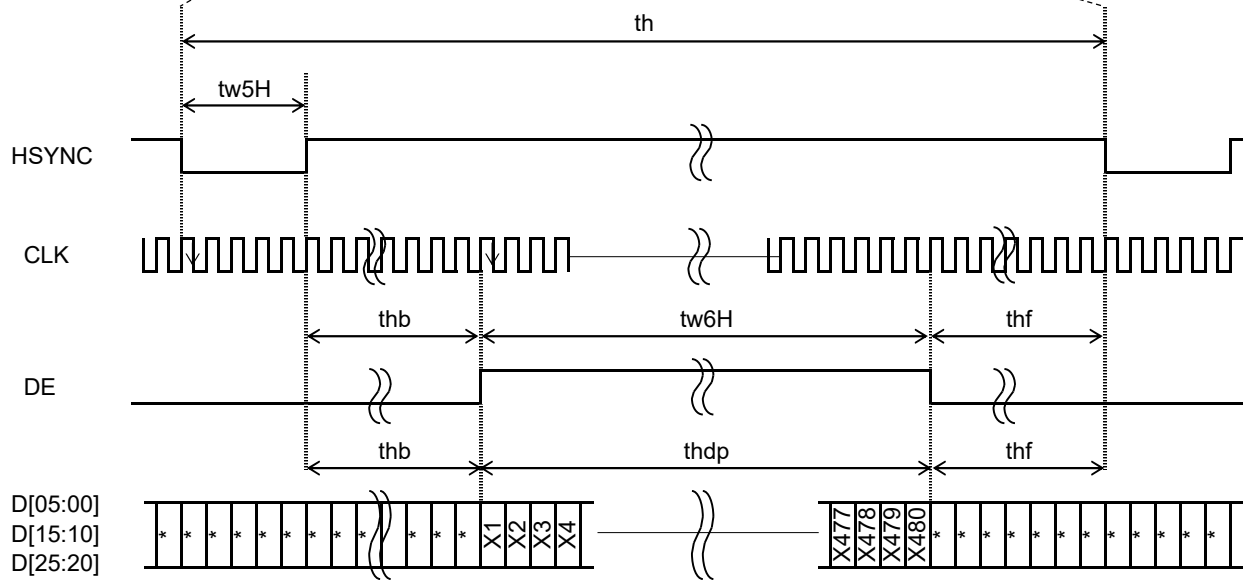 th
tw5H
HSYNC
CLK
thb tw6H thf
DE
thb thdp thf
D[05:00]
D[15:10]
D[25:20]
* * * * * * * * * * * * X1 X2 X3 X4 X477 X478 X479 X480 * * * * * * * * * * * *